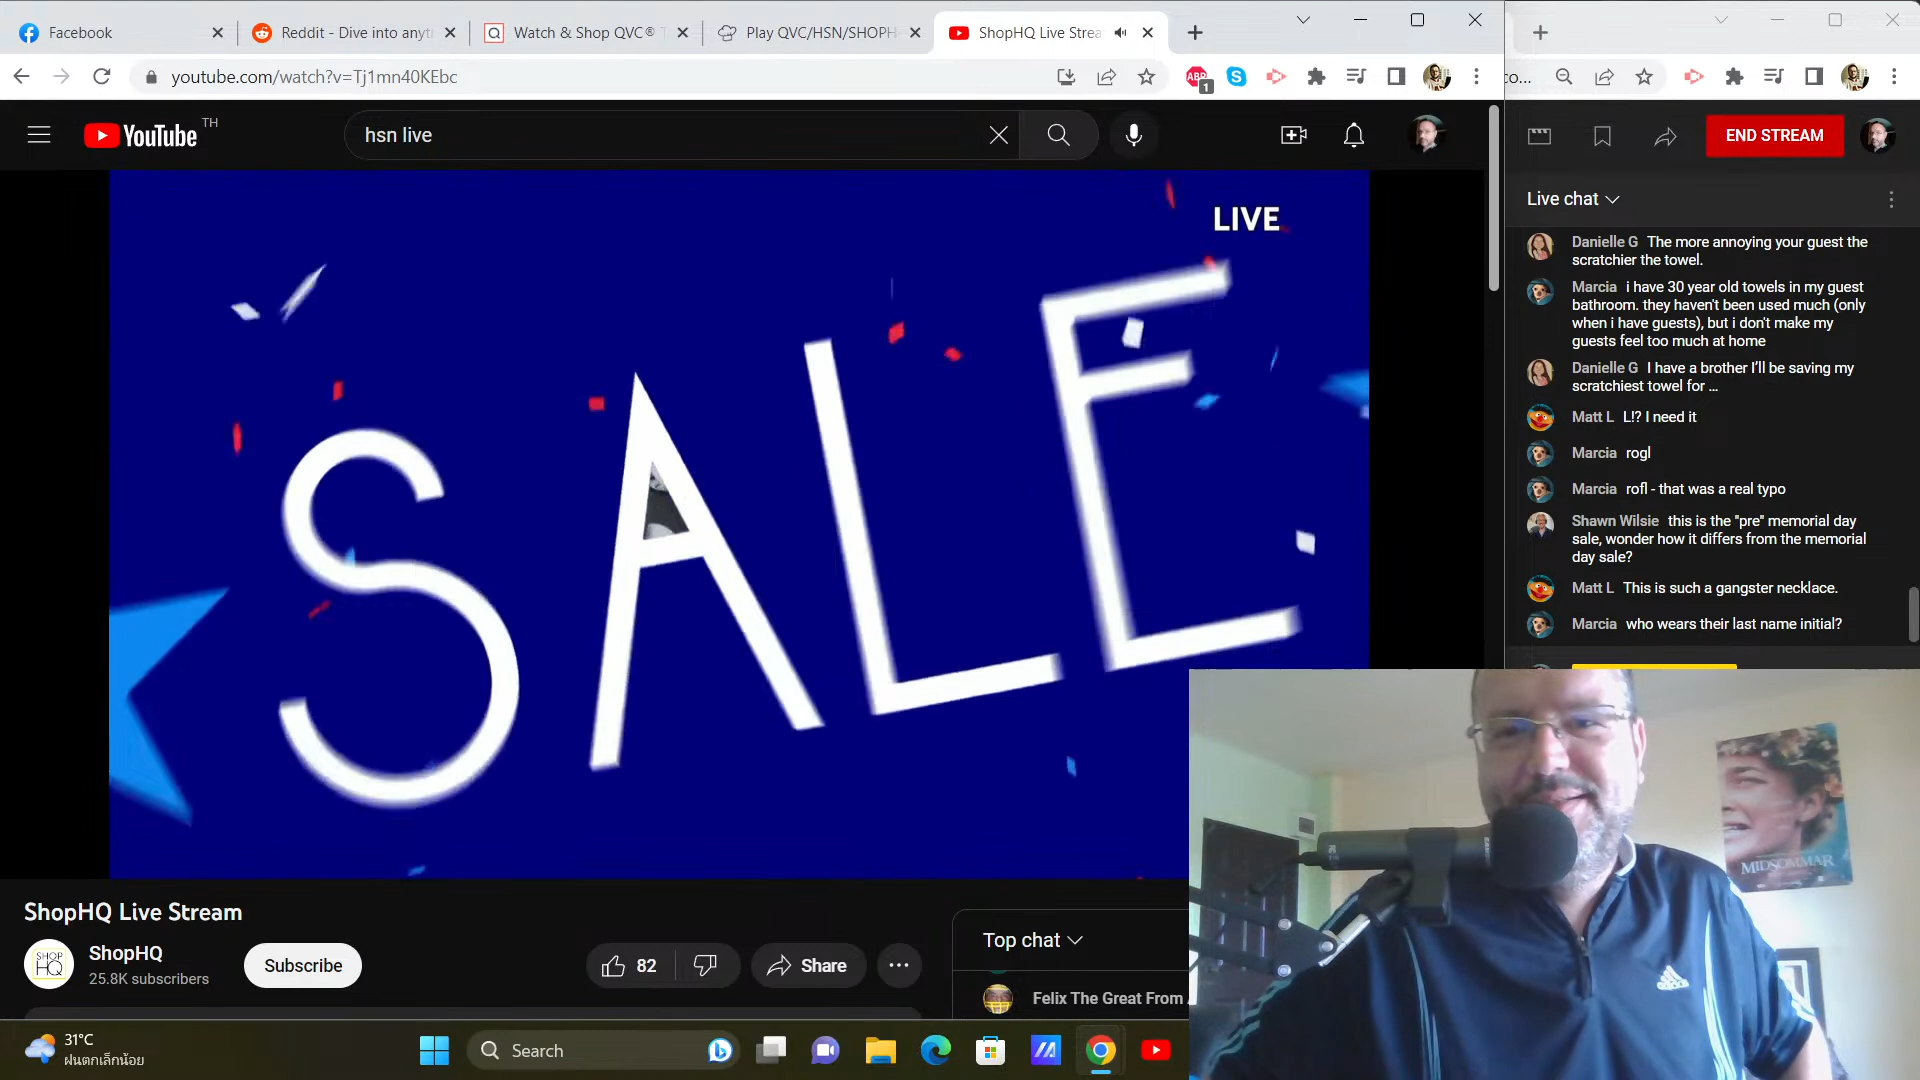 Facebook
Reddit - Dive into anyt
Watch & Shop QVC®
Play QVC/HSN/SHOPH
ShopHQ Live Strea
youtube.com/watch?v=Tj1mn40KEbc
ABP
1
co...
YouTube
TH
hsn live
END STREAM
Live chat
LIVE
SALE
Danielle G The more annoying your guest the
scratchier the towel.
Marcia i have 30 year old towels in my guest
bathroom. they haven't been used much (only
when i have guests), but i don't make my
guests feel too much at home
Danielle G I have a brother I'll be saving my
scratchiest towel for ...
Matt L L!? I need it
Marcia rogl
Marcia rofl - that was a real typo
Shawn Wilsie this is the "pre" memorial day
sale, wonder how it differs from the memorial
day sale?
Matt L This is such a gangster necklace.
Marcia who wears their last name initial?
MIDSOMMAR
adidas
ShopHQ Live Stream
SHOP
HQ
ShopHQ
25.8K subscribers
Subscribe
82
Share
Top chat
Felix The Great From
31°C
ฝนตกเล็กน้อย
Search